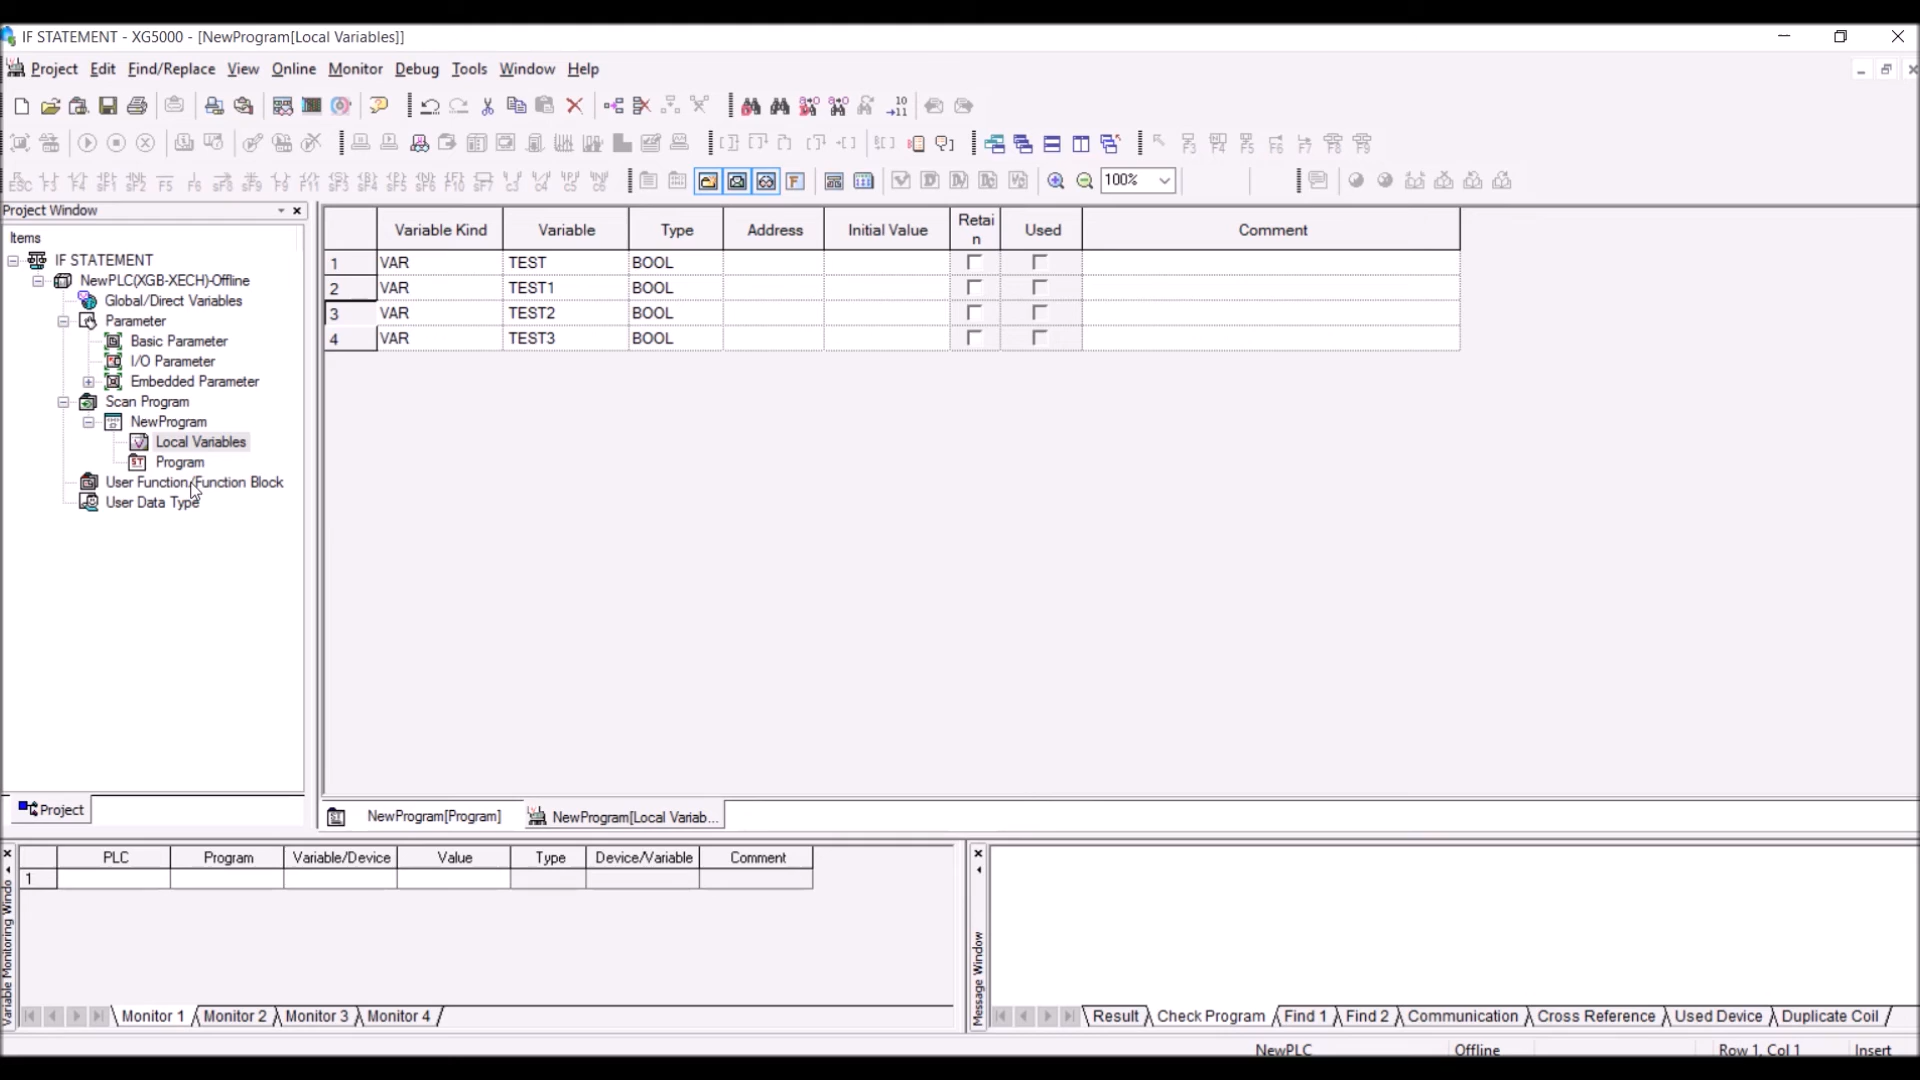 IF STATEMENT - XG5000 - [NewProgram[Local Variables]]
Project Edit Find/Replace View Online Monitor Debug Tools Window Help
100%
Project Window
Items
IF STATEMENT
NewPLC(XGB-XECH)-Offline
Global/Direct Variables
Parameter
Basic Parameter
I/O Parameter
Embedded Parameter
Scan Program
NewProgram
Local Variables
Program
User Function/Function Block
User Data Type
Project
Variable Kind Variable Type Address Initial Value Retain Used Comment
1 VAR TEST BOOL
2 VAR TEST1 BOOL
3 VAR TEST2 BOOL
4 VAR TEST3 BOOL
NewProgram[Program] NewProgram[Local Variab...
Variable Monitoring Windo
PLC Program Variable/Device Value Type Device/Variable Comment
1
Monitor 1 Monitor 2 Monitor 3 Monitor 4
Message Window
Result Check Program Find 1 Find 2 Communication Cross Reference Used Device Duplicate Coil
NewPLC Offline Row 1, Col 1 Insert